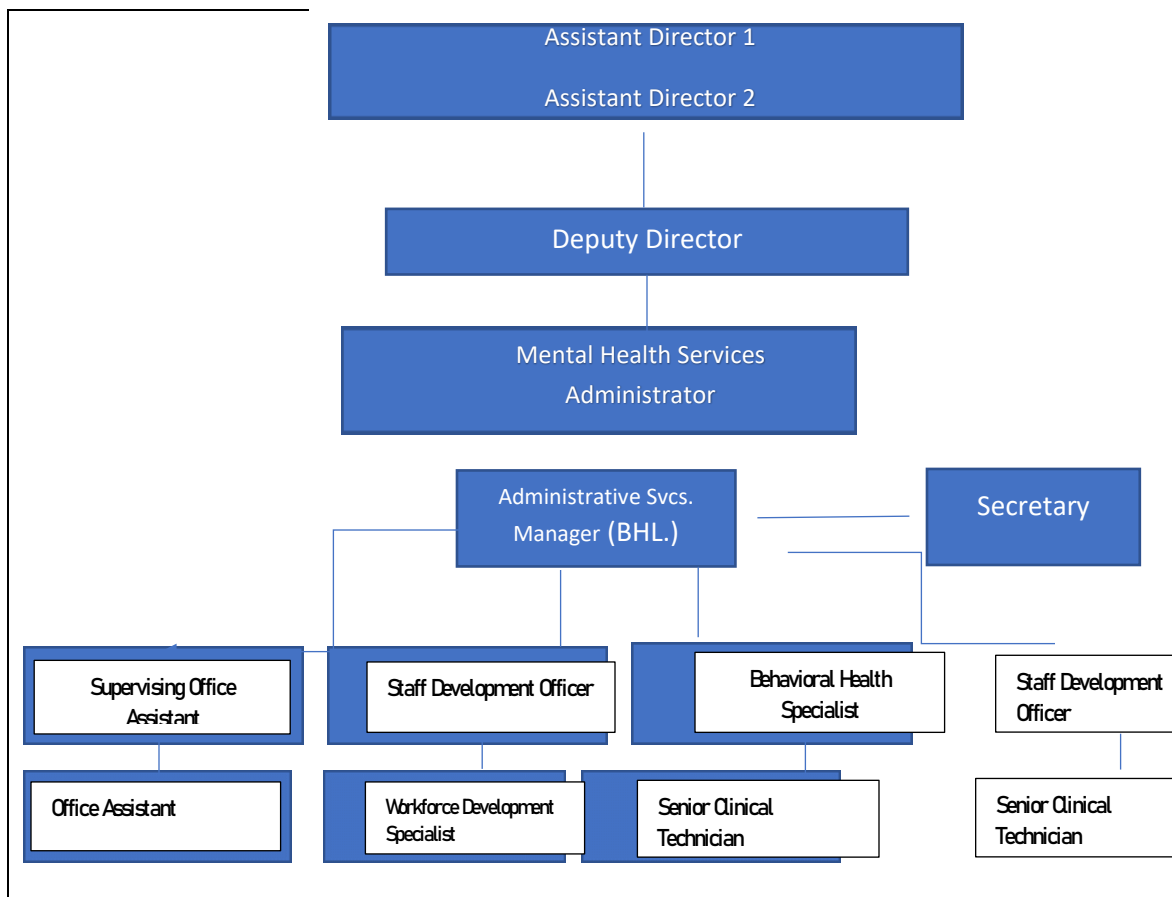 Assistant Director 1
Assistant Director 2
Deputy Director
Mental Health Services
Administrator
Administrative Svcs.
Manager (BHL.)
Secretary
Supervising Office
Assistant
Staff Development Officer
Behavioral Health
Specialist
Staff Development
Officer
Office Assistant
Workforce Development
Specialist
Senior Clinical
Technician
Senior Clinical
Technician